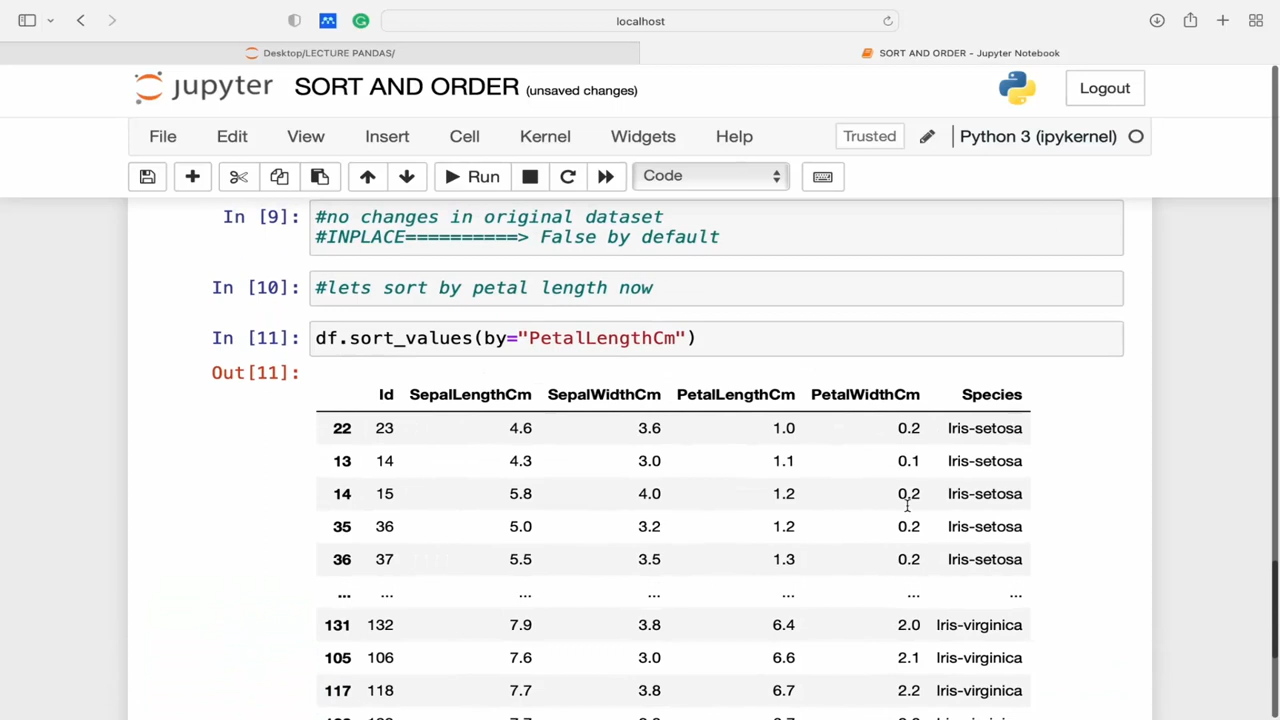 localhost
Desktop/LECTURE PANDAS/
SORT AND ORDER - Jupyter Notebook
jupyter SORT AND ORDER (unsaved changes)
Logout
File Edit View Insert Cell Kernel Widgets Help Trusted Python 3 (ipykernel)
Run Code
In [9]: #no changes in original dataset
#INPLACE==========> False by default
In [10]: #lets sort by petal length now
In [11]: df.sort_values(by="PetalLengthCm")
Out[11]:
Id SepalLengthCm SepalWidthCm PetalLengthCm PetalWidthCm Species
22 23 4.6 3.6 1.0 0.2 Iris-setosa
13 14 4.3 3.0 1.1 0.1 Iris-setosa
14 15 5.8 4.0 1.2 0.2 Iris-setosa
35 36 5.0 3.2 1.2 0.2 Iris-setosa
36 37 5.5 3.5 1.3 0.2 Iris-setosa
... ... ... ... ... ... ...
131 132 7.9 3.8 6.4 2.0 Iris-virginica
105 106 7.6 3.0 6.6 2.1 Iris-virginica
117 118 7.7 3.8 6.7 2.2 Iris-virginica